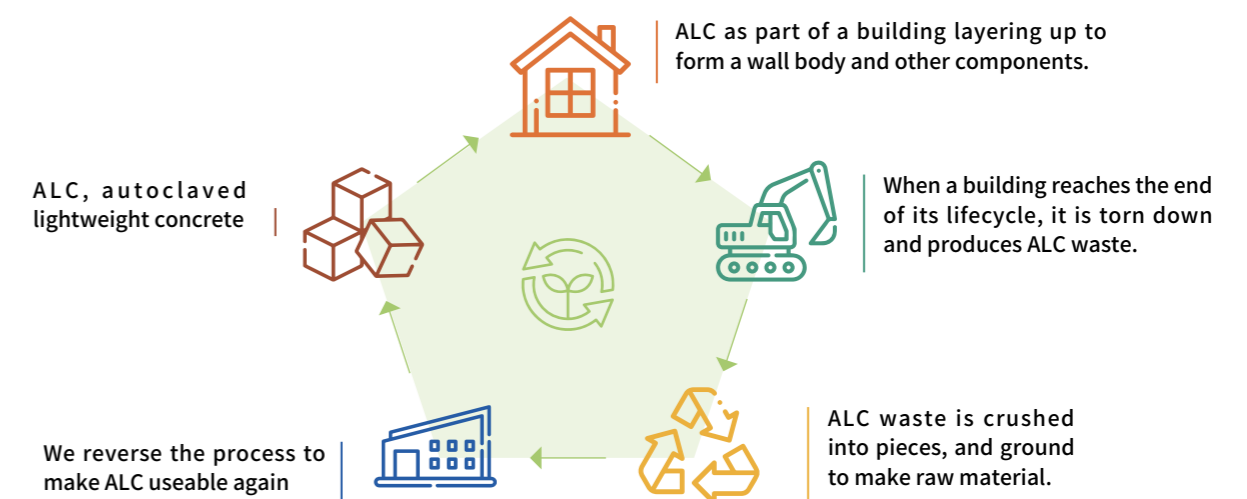 ALC as part of a building layering up to
form a wall body and other components.
ALC, autoclaved
lightweight concrete
When a building reaches the end
of its lifecycle, it is torn down
and produces ALC waste.
ALC waste is crushed
into pieces, and ground
to make raw material.
We reverse the process to
make ALC useable again